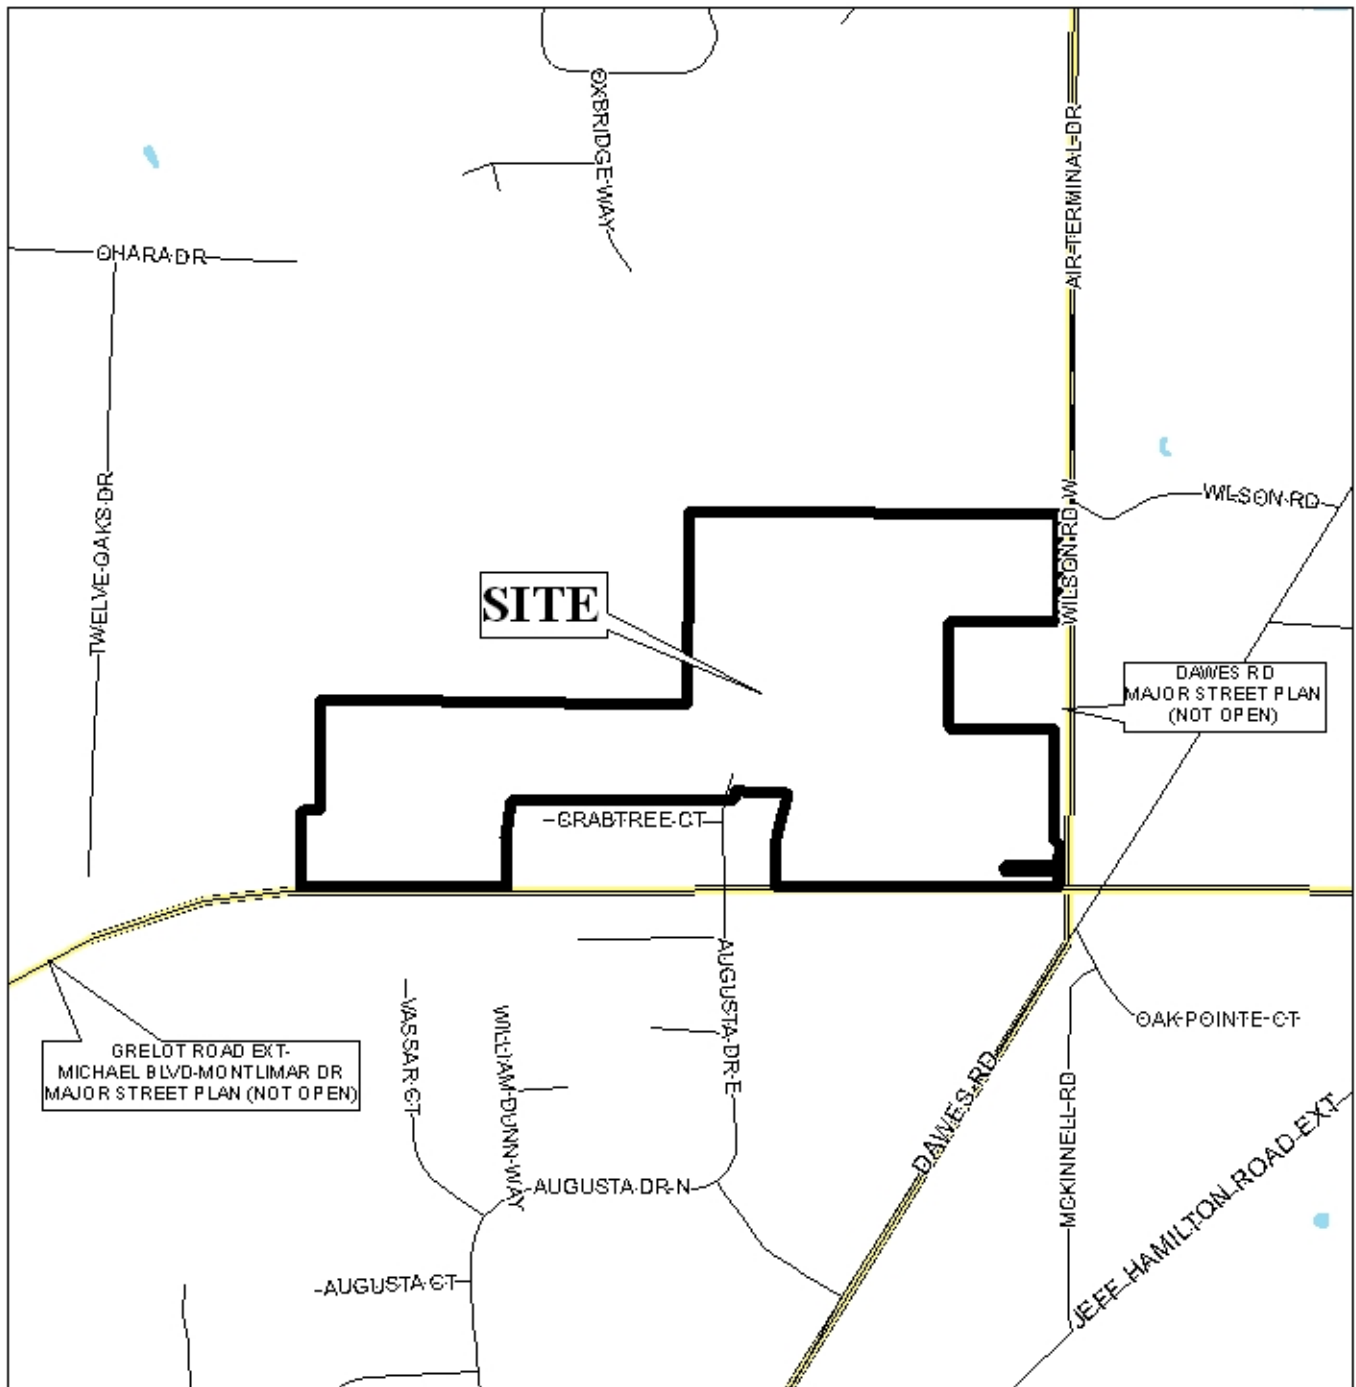 OXBRIDGE WAY
AIR TERMINAL DR
OHARA DR
TWELVE OAKS DR
WILSON RD W
WILSON RD
SITE
DAWES RD
MAJOR STREET PLAN
(NOT OPEN)
CRABTREE CT
AUGUSTA DR E
VASSAR CT
WILLIAM DUNN WAY
OAK POINTE CT
GRELOT ROAD EXT-
MICHAEL BLVD-MONTLIMAR DR
MAJOR STREET PLAN (NOT OPEN)
DAWES RD
MCKINNELL RD
JEFF HAMILTON ROAD EXT
AUGUSTA DR N
AUGUSTA CT